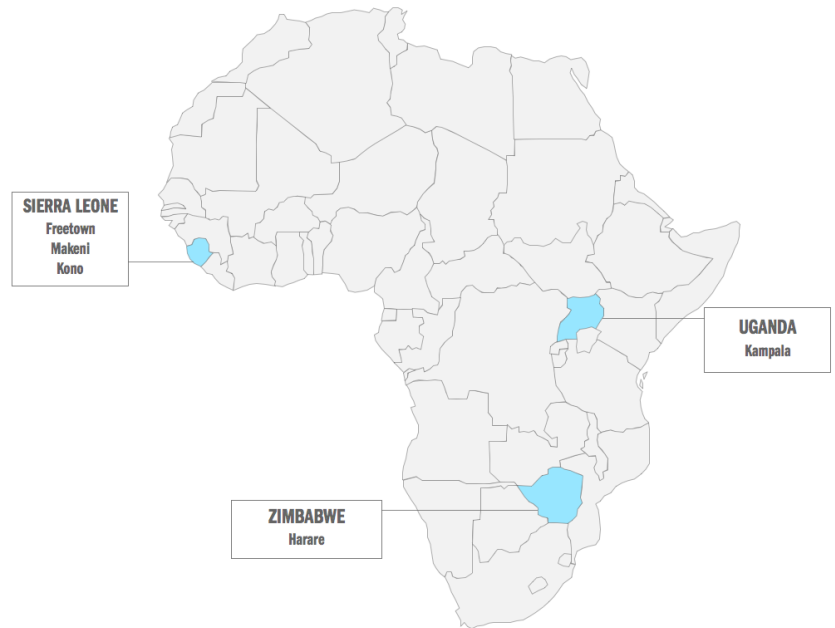 SIERRA LEONE
Freetown
Makeni
Kono
UGANDA
Kampala
ZIMBABWE
Harare